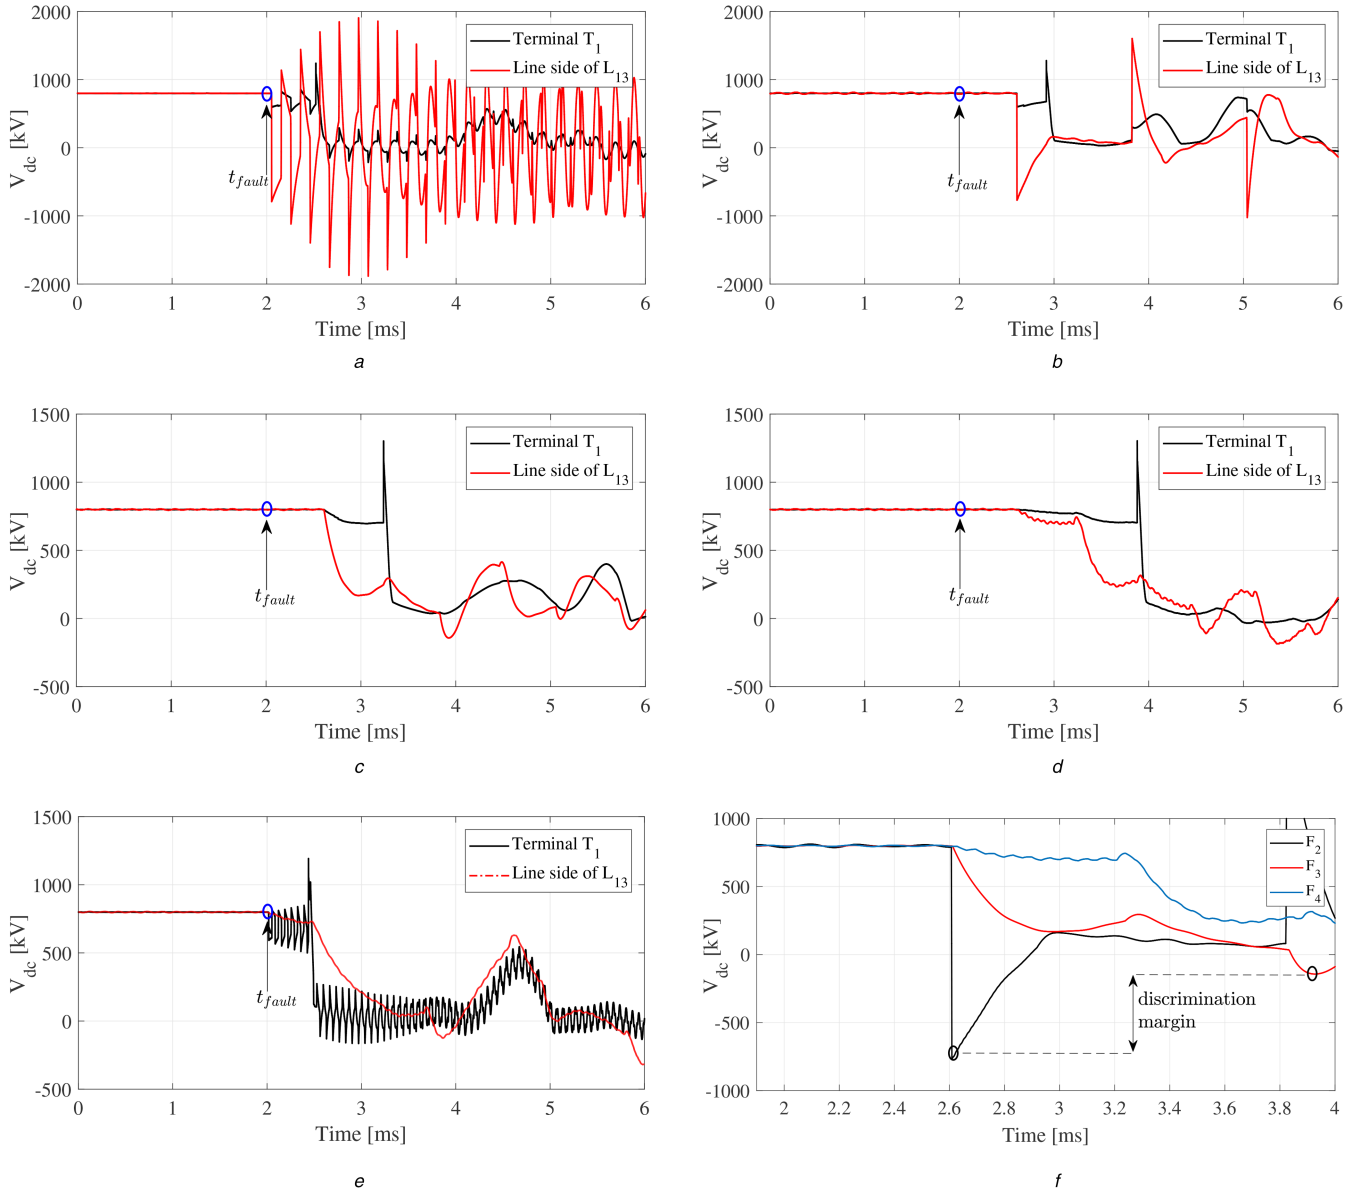 2000
1000
0
-1000
-2000
V_dc [kV]
Terminal T_1
Line side of L_13
t_fault
0 1 2 3 4 5 6
Time [ms]
a
2000
1000
0
-1000
-2000
V_dc [kV]
Terminal T_1
Line side of L_13
t_fault
0 1 2 3 4 5 6
Time [ms]
b
1500
1000
500
0
-500
V_dc [kV]
Terminal T_1
Line side of L_13
t_fault
0 1 2 3 4 5 6
Time [ms]
c
1500
1000
500
0
-500
V_dc [kV]
Terminal T_1
Line side of L_13
t_fault
0 1 2 3 4 5 6
Time [ms]
d
1500
1000
500
0
-500
V_dc [kV]
Terminal T_1
Line side of L_13
t_fault
0 1 2 3 4 5 6
Time [ms]
e
1000
500
0
-500
-1000
V_dc [kV]
F_2
F_3
F_4
discrimination
margin
2 2.2 2.4 2.6 2.8 3 3.2 3.4 3.6 3.8 4
Time [ms]
f